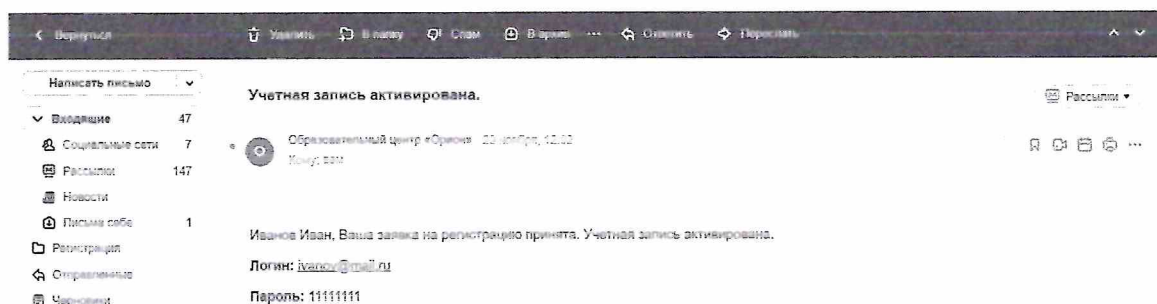 Вернуться Удалить В папку Спам В архив ... Ответить Переслать
Написать письмо
Учетная запись активирована.
Рассылки
Входящие 47
Социальные сети 7
Образовательный центр «Орион» 12:02
Кому: вам
Рассылки 147
Новости
Письма себе 1
Иванов Иван, Ваша заявка на регистрацию принята. Учетная запись активирована.
Регистрация
Логин: ivanov@mail.ru
Отправленные
Пароль: 11111111
Черновики